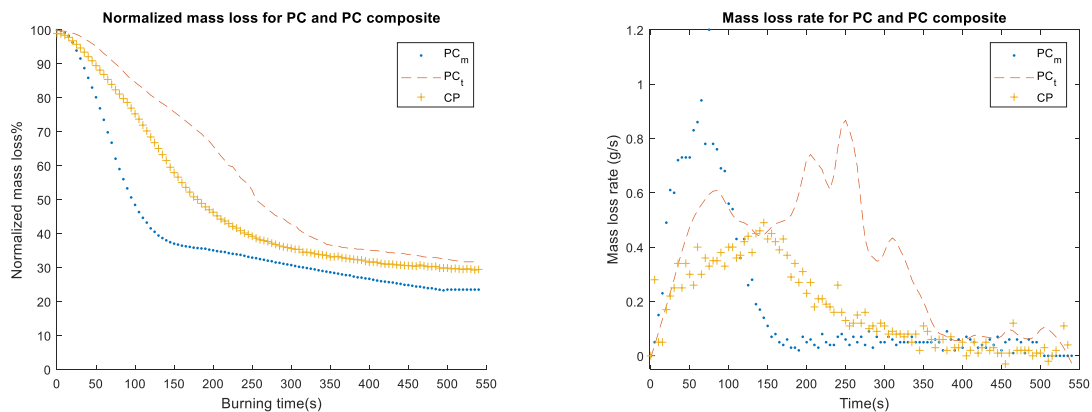 Normalized mass loss for PC and PC composite
100
90
80
70
60
50
40
30
20
10
0
0 50 100 150 200 250 300 350 400 450 500 550
Normalized mass loss%
Burning time(s)
PCm
PCt
CP
Mass loss rate for PC and PC composite
1.2
1
0.8
0.6
0.4
0.2
0
0 50 100 150 200 250 300 350 400 450 500 550
Mass loss rate (g/s)
Time(s)
PCm
PCt
CP